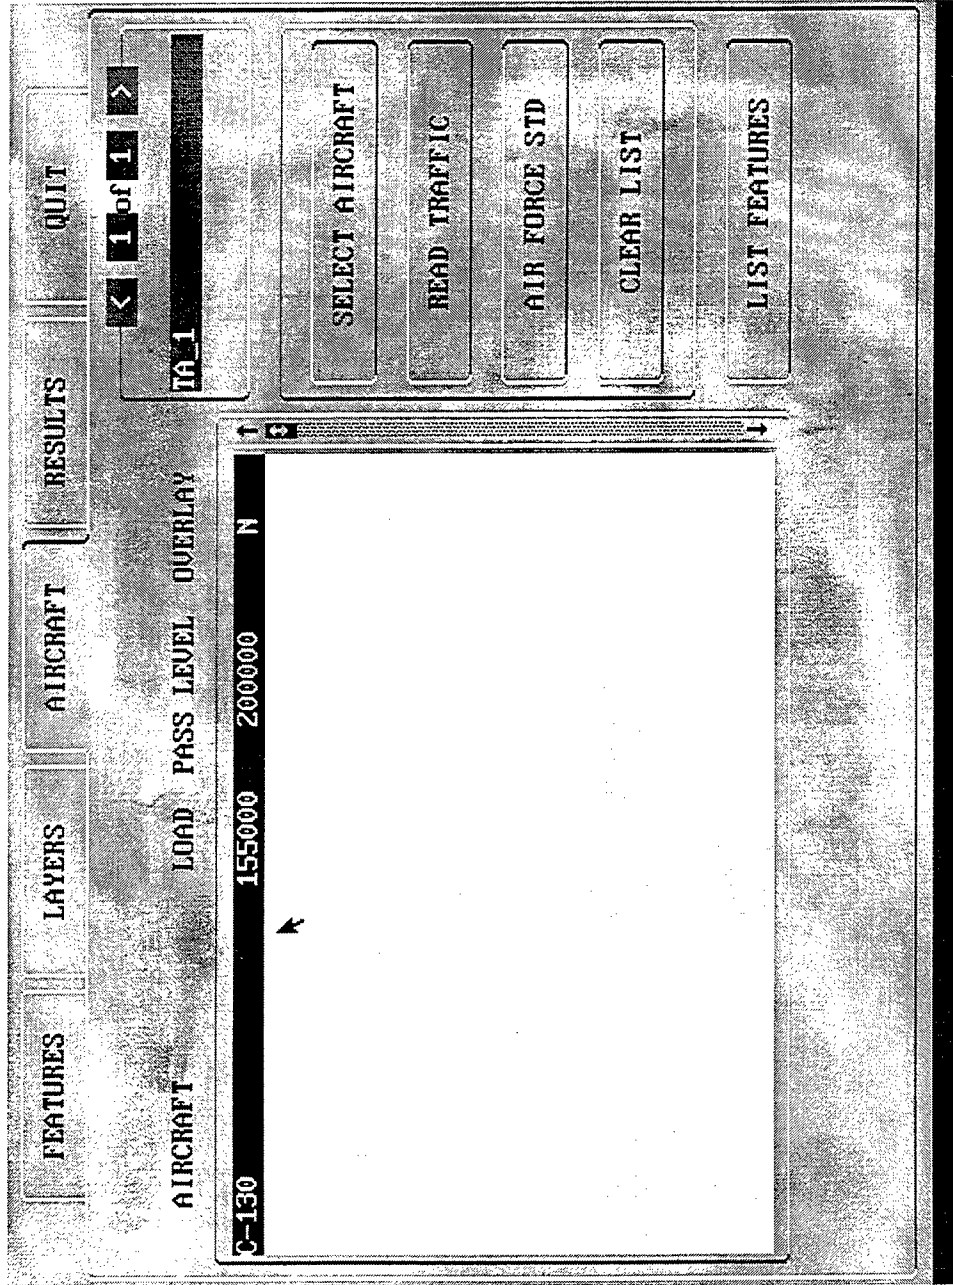 FEATURES LAYERS AIRCRAFT RESULTS QUIT
< 1 of 1 >
AIRCRAFT LOAD PASS LEVEL OVERLAY
TA_1
C-130 155000 200000 N
SELECT AIRCRAFT
READ TRAFFIC
AIR FORCE STD
CLEAR LIST
LIST FEATURES